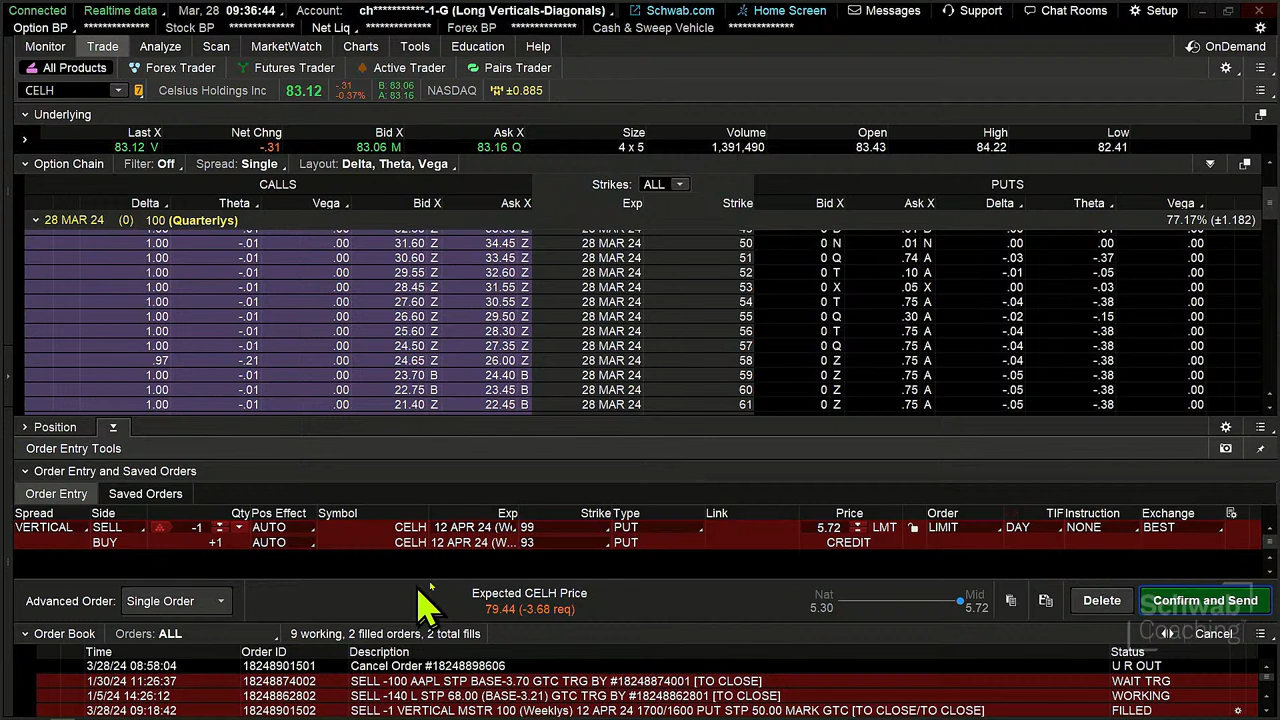 Connected Realtime data Mar, 28 09:36:44 Account: ch**********-1-G (Long Verticals-Diagonals) Schwab.com Home Screen Messages Support Chat Rooms Setup
Option BP ************** Stock BP ************** Net Liq ************** Forex BP ************** Cash & Sweep Vehicle **************
Monitor Trade Analyze Scan MarketWatch Charts Tools Education Help OnDemand
All Products Forex Trader Futures Trader Active Trader Pairs Trader
CELH 7 Celsius Holdings Inc 83.12 -.31 -0.37% B: 83.06 A: 83.16 NASDAQ ±0.885
Underlying
Last X Net Chng Bid X Ask X Size Volume Open High Low
83.12 V -.31 83.06 M 83.16 Q 4 x 5 1,391,490 83.43 84.22 82.41
Option Chain Filter: Off Spread: Single Layout: Delta, Theta, Vega
CALLS Strikes: ALL PUTS
Delta Theta Vega Bid X Ask X Exp Strike Bid X Ask X Delta Theta Vega
28 MAR 24 (0) 100 (Quarterlys) 77.17% (±1.182)
1.00 -.01 .00 31.60 Z 34.45 Z 28 MAR 24 50 0 N .01 N .00 .00 .00
1.00 -.01 .00 30.60 Z 33.45 Z 28 MAR 24 51 0 Q .74 A -.03 -.37 .00
1.00 -.01 .00 29.55 Z 32.60 Z 28 MAR 24 52 0 T .10 A -.01 -.05 .00
1.00 -.01 .00 28.45 Z 31.55 Z 28 MAR 24 53 0 X .05 X .00 -.03 .00
1.00 -.01 .00 27.60 Z 30.55 Z 28 MAR 24 54 0 T .75 A -.04 -.38 .00
1.00 -.01 .00 26.60 Z 29.50 Z 28 MAR 24 55 0 Q .30 A -.02 -.15 .00
1.00 -.01 .00 25.60 Z 28.30 Z 28 MAR 24 56 0 T .75 A -.04 -.38 .00
1.00 -.01 .00 24.50 Z 27.35 Z 28 MAR 24 57 0 Q .75 A -.04 -.38 .00
.97 -.21 .00 24.65 Z 26.00 Z 28 MAR 24 58 0 Z .75 A -.04 -.38 .00
1.00 -.01 .00 23.70 B 24.40 B 28 MAR 24 59 0 Z .75 A -.05 -.38 .00
1.00 -.01 .00 22.75 B 23.45 B 28 MAR 24 60 0 Z .75 A -.05 -.38 .00
1.00 -.01 .00 21.40 B 22.45 B 28 MAR 24 61 0 Z .75 A -.05 -.38 .00
Position
Order Entry Tools
Order Entry and Saved Orders
Order Entry Saved Orders
Spread Side Qty Pos Effect Symbol Exp Strike Type Link Price Order TIF Instruction Exchange
VERTICAL SELL -1 AUTO CELH 12 APR 24 (W... 99 PUT 5.72 LMT LIMIT DAY NONE BEST
BUY +1 AUTO CELH 12 APR 24 (W... 93 PUT CREDIT
Advanced Order: Single Order Expected CELH Price 79.44 (-3.68 req) Nat 5.30 Mid 5.72 Delete Confirm and Send
Schwab Coaching
Order Book Orders: ALL 9 working, 2 filled orders, 2 total fills Cancel
Time Order ID Description Status
3/28/24 08:58:04 18248901501 Cancel Order #18248898606 U R OUT
1/30/24 11:26:37 18248874002 SELL -100 AAPL STP BASE-3.70 GTC TRG BY #18248874001 [TO CLOSE] WAIT TRG
1/5/24 14:26:12 18248862802 SELL -140 L STP 68.00 (BASE-3.21) GTC TRG BY #18248862801 [TO CLOSE] WORKING
3/28/24 09:18:42 18248901502 SELL -1 VERTICAL MSTR 100 (Weeklys) 12 APR 24 1700/1600 PUT STP 50.00 MARK GTC [TO CLOSE/TO CLOSE] FILLED